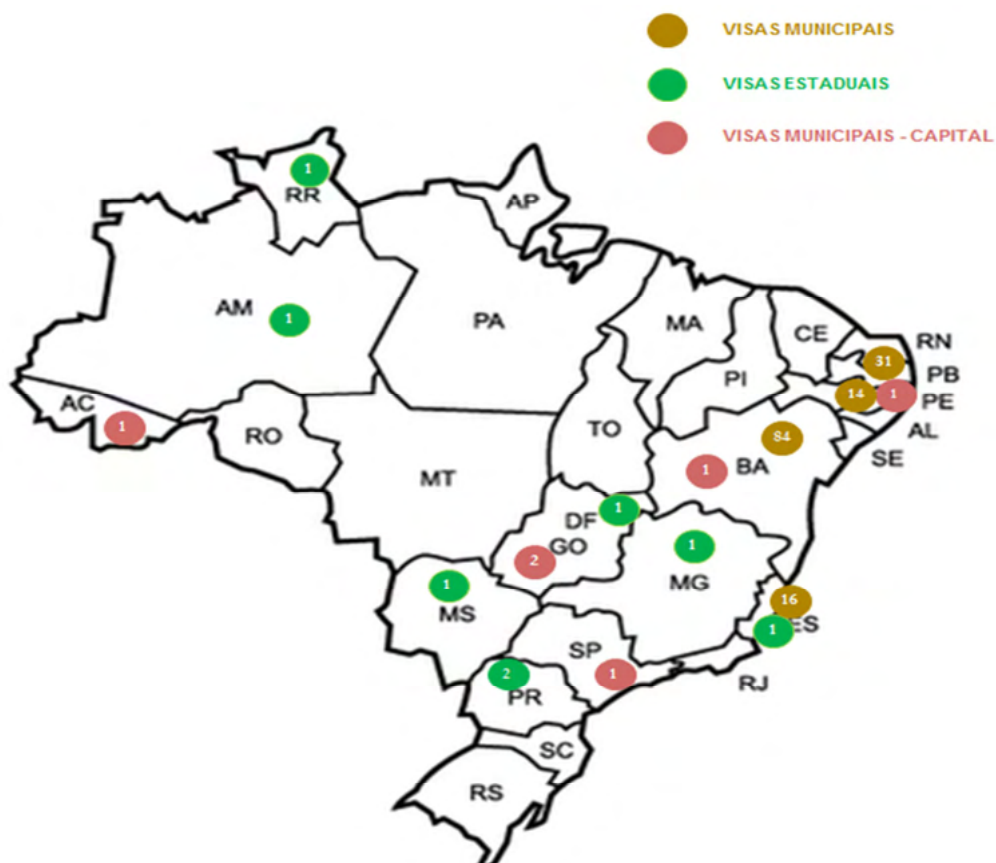 VISAS MUNICIPAIS
VISAS ESTADUAIS
VISAS MUNICIPAIS - CAPITAL
1
RR
AP
AM
1
PA
MA
CE
RN
31
PB
PI
14
1
PE
AC
1
RO
TO
84
AL
SE
MT
1
BA
1
DF
GO
2
1
MG
1
MS
16
ES
1
SP
1
RJ
2
PR
SC
RS